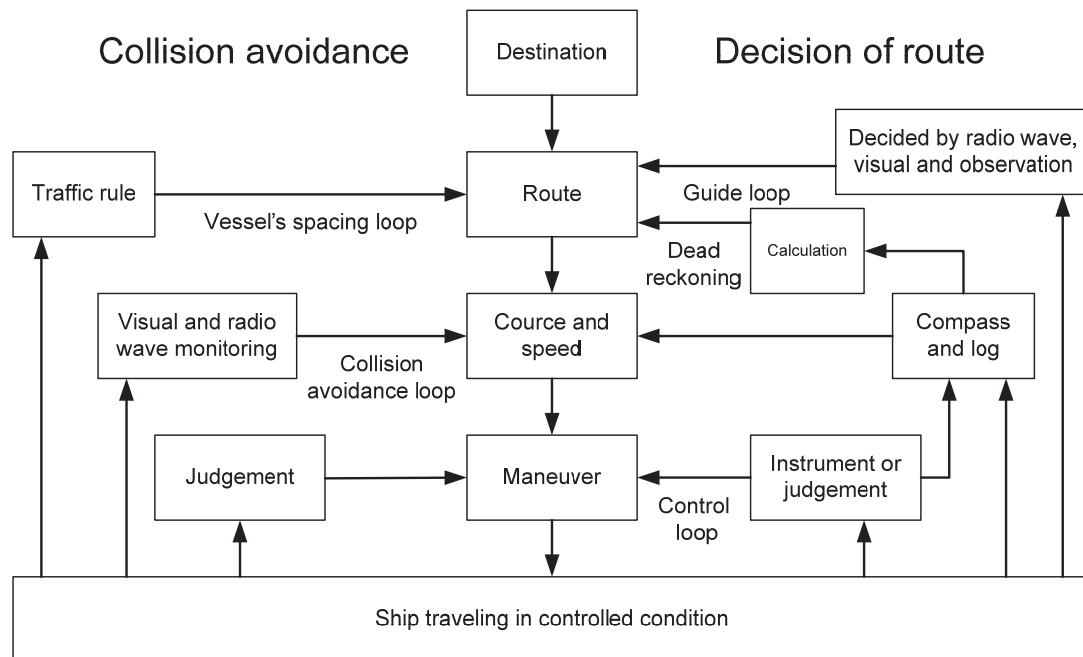 Collision avoidance
Destination
Decision of route
Decided by radio wave,
visual and observation
Traffic rule
Route
Guide loop
Vessel's spacing loop
Dead
reckoning
Calculation
Visual and radio
wave monitoring
Cource and
speed
Compass
and log
Collision
avoidance loop
Judgement
Maneuver
Instrument or
judgement
Control
loop
Ship traveling in controlled condition